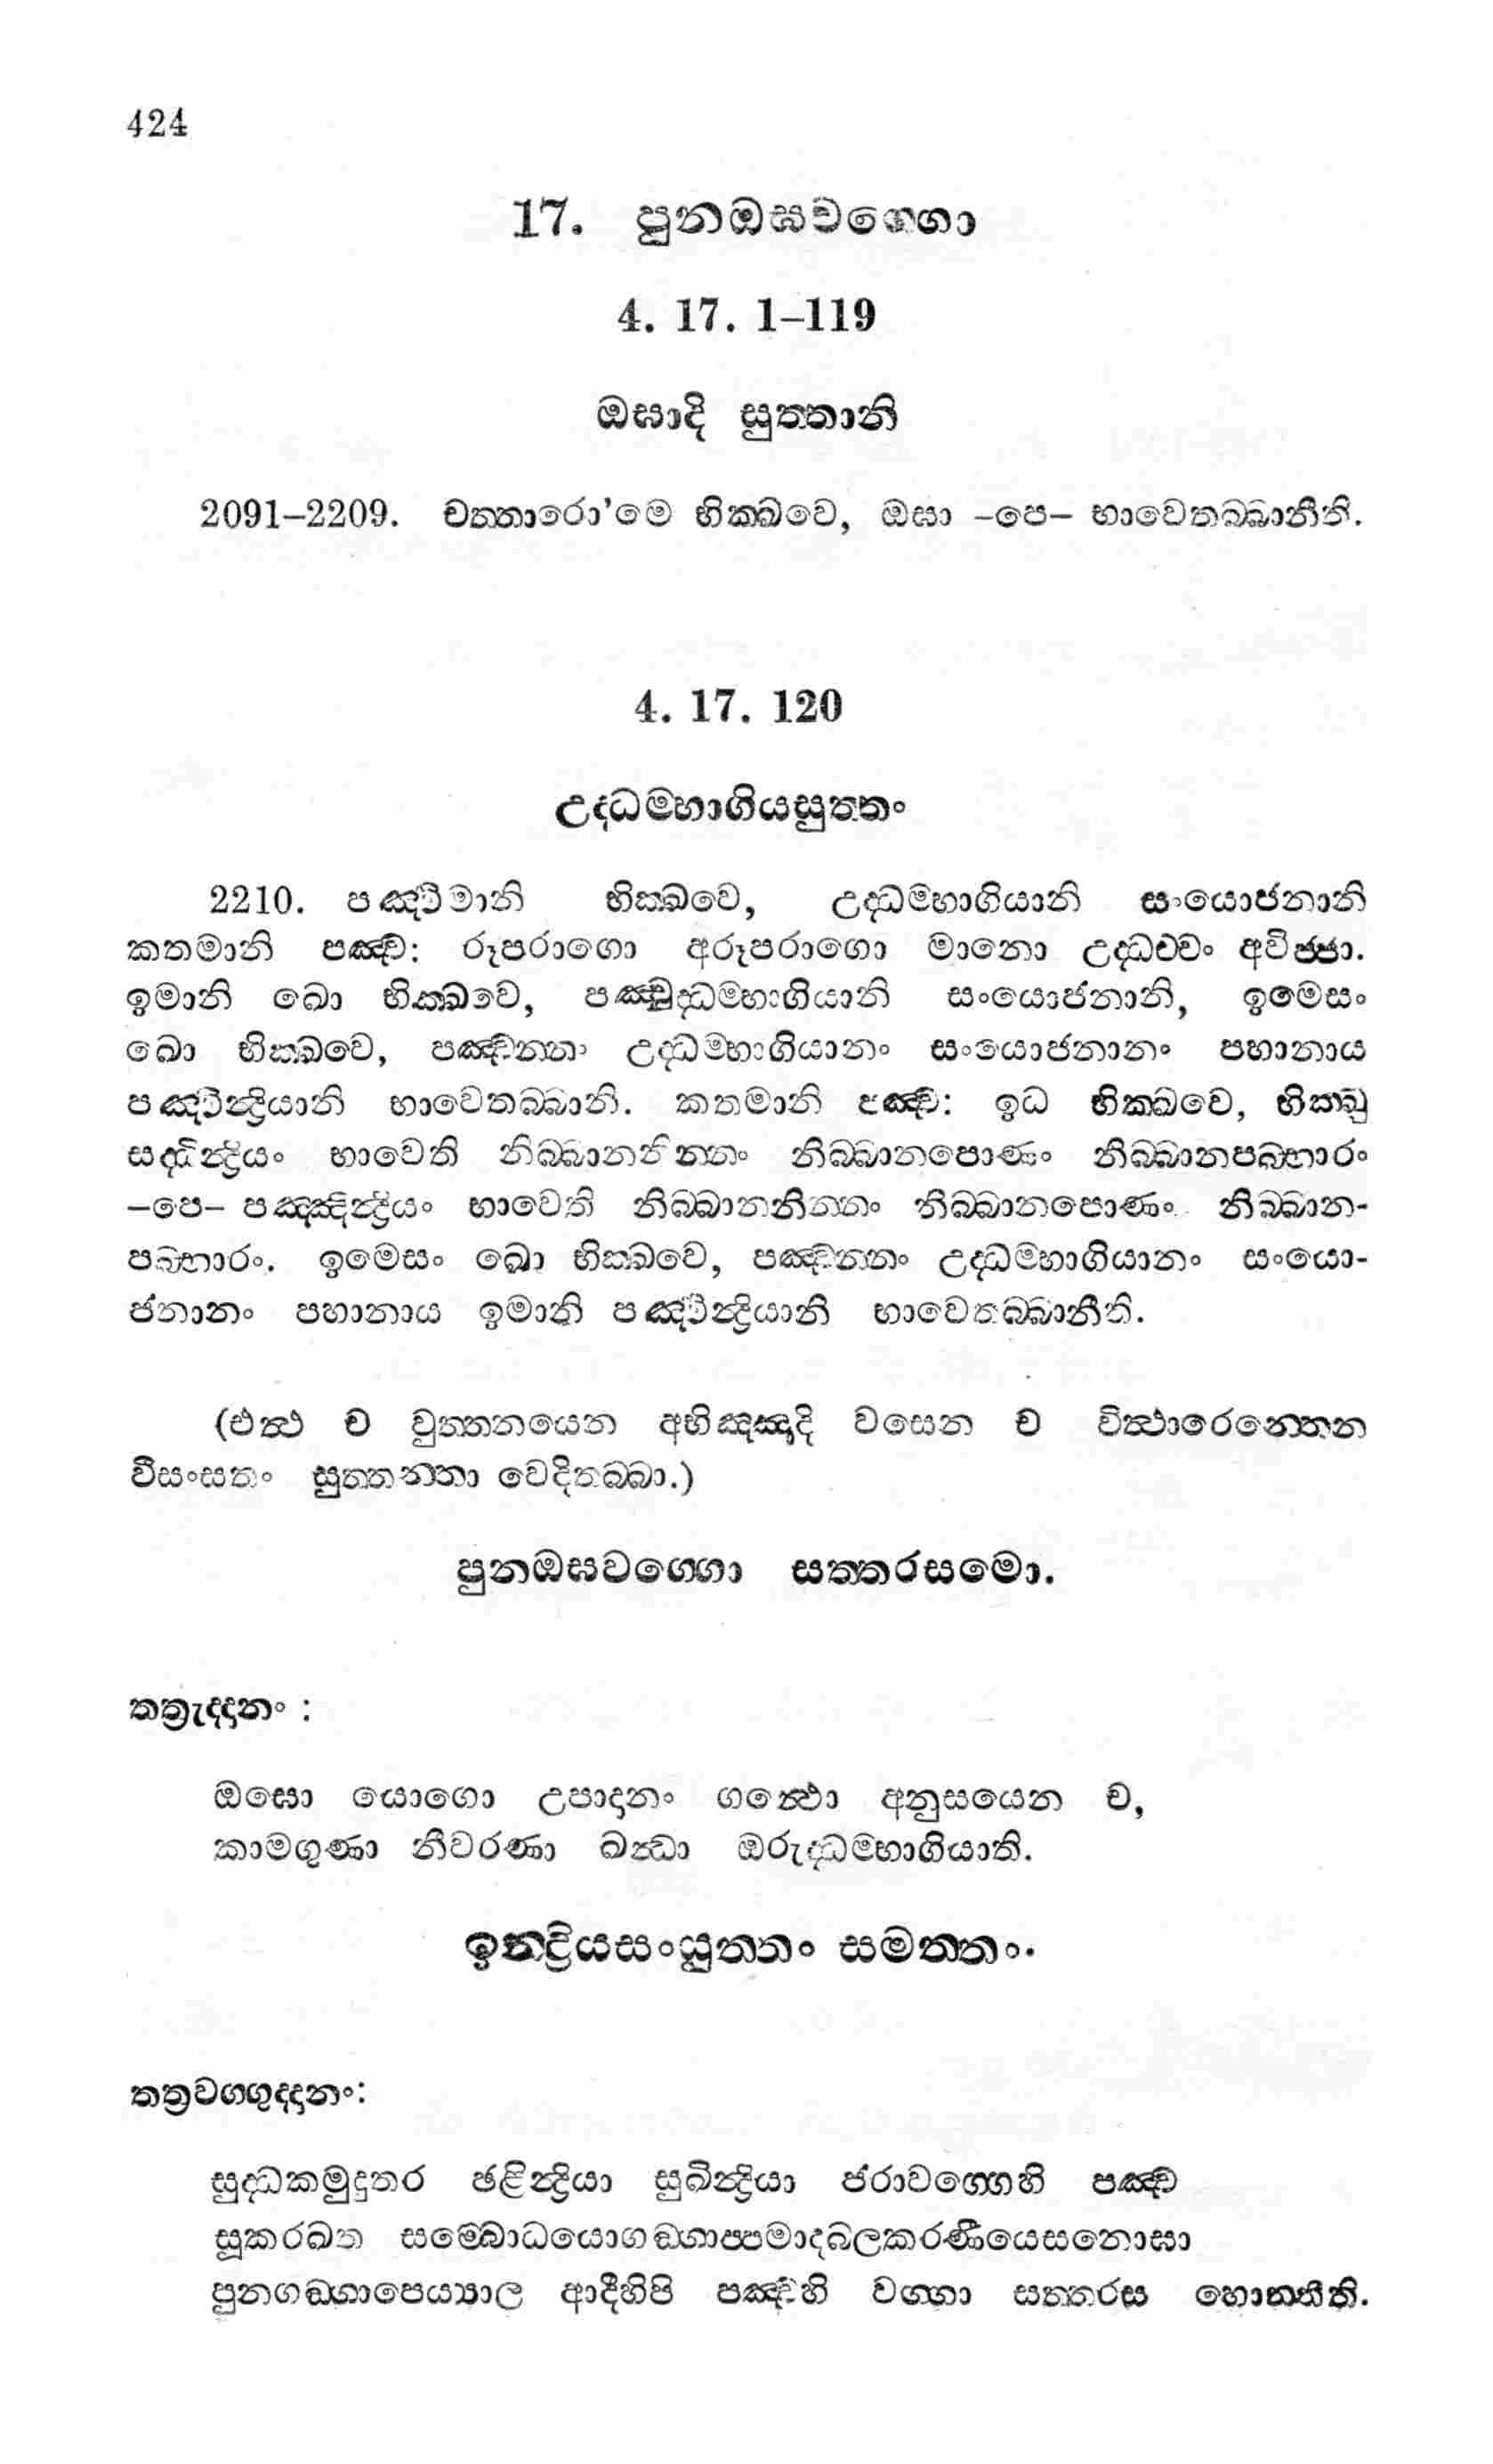 424
17. පුනඔඝවග්ගො
4. 17. 1–119
ඔඝාදි සුත්තානි
2091–2209. චත්තාරො’මෙ භික්ඛවෙ, ඔඝා –පෙ– භාවෙතබ්බානීති.
4. 17. 120
උද්ධම්භාගියසුත්තං
2210. පඤ්චිමානි භික්ඛවෙ, උද්ධම්භාගියානි සංයොජනානි
කතමානි පඤ්ච: රූපරාගො අරූපරාගො මානො උද්ධච්චං අවිජ්ජා.
ඉමානි ඛො භික්ඛවෙ, පඤ්චුද්ධම්භාගියානි සංයොජනානි, ඉමෙසං
ඛො භික්ඛවෙ, පඤ්චන්නං උද්ධම්භාගියානං සංයොජනානං පහානාය
පඤ්චින්ද්‍රියානි භාවෙතබ්බානි. කතමානි පඤ්ච: ඉධ භික්ඛවෙ, භික්ඛු
සද්ධින්ද්‍රියං භාවෙති නිබ්බානනින්නං නිබ්බානපොණං නිබ්බානපබ්භාරං
–පෙ– පඤ්ඤින්ද්‍රියං භාවෙති නිබ්බානනින්නං නිබ්බානපොණං නිබ්බාන-
පබ්භාරං. ඉමෙසං ඛො භික්ඛවෙ, පඤ්චන්නං උද්ධම්භාගියානං සංයො-
ජනානං පහානාය ඉමානි පඤ්චින්ද්‍රියානි භාවෙතබ්බානීති.
(එත්ථ ච වුත්තනයෙන අභිඤ්ඤාදි වසෙන ච විත්ථාරෙන්තෙන
වීසංසතං සුත්තන්තා වෙදිතබ්බා.)
පුනඔඝවග්ගො සත්තරසමො.
තත්‍රුද්දානං :
ඔඝො යොගො උපාදානං ගන්ථො අනුසයෙන ච,
කාමගුණා නීවරණා ඛන්ධා ඔරුද්ධම්භාගියාති.
ඉන්ද්‍රියසංයුත්තං සමත්තං.
තත්‍රවග්ගුද්දානං:
සුද්ධකමුදුතර ඡළින්ද්‍රියා සුඛින්ද්‍රියා ජරාවග්ගෙහි පඤ්ච
සූකරඛත සම්බොධයොගඞ්ගාප්පමාදබලකරණීයෙසනොඝා
පුනගඞ්ගාපෙය්‍යාල ආදීහිපි පඤ්චහි වග්ගා සත්තරස හොන්තීති.